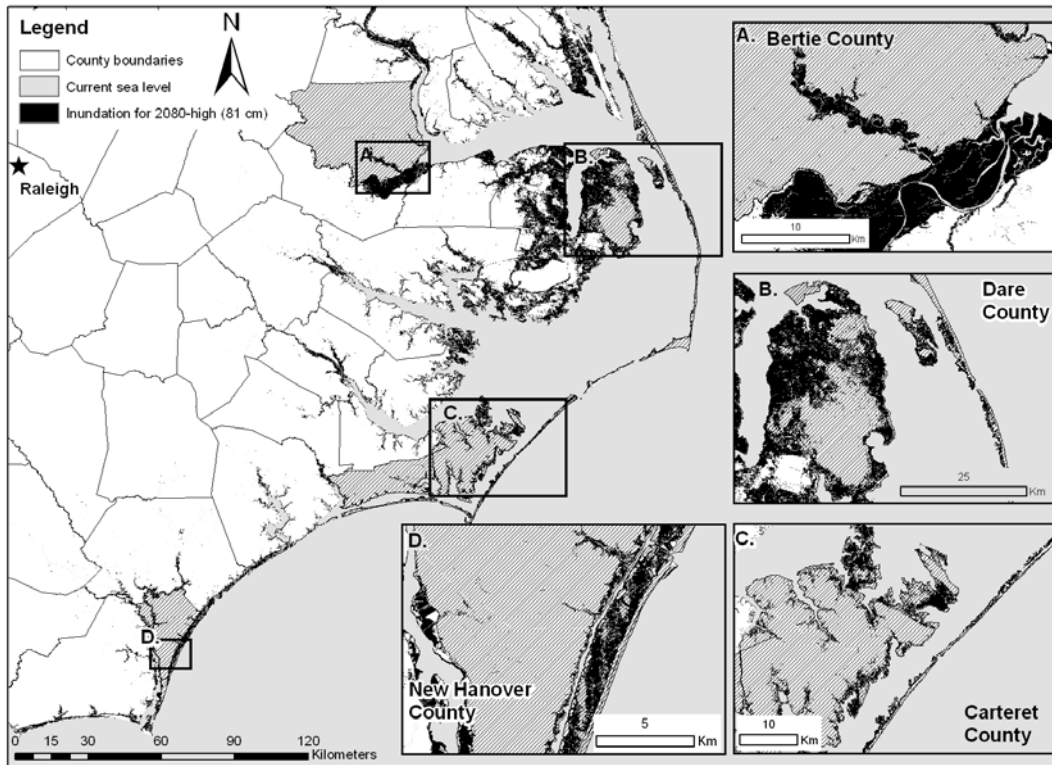 Legend
County boundaries
Current sea level
Inundation for 2080-high (81 cm)
N
Raleigh
A.
B.
C.
D.
0 15 30 60 90 120
Kilometers
A. Bertie County
10
Km
B.
Dare
County
25
Km
C.
10
Km
Carteret
County
D.
New Hanover
County
5
Km